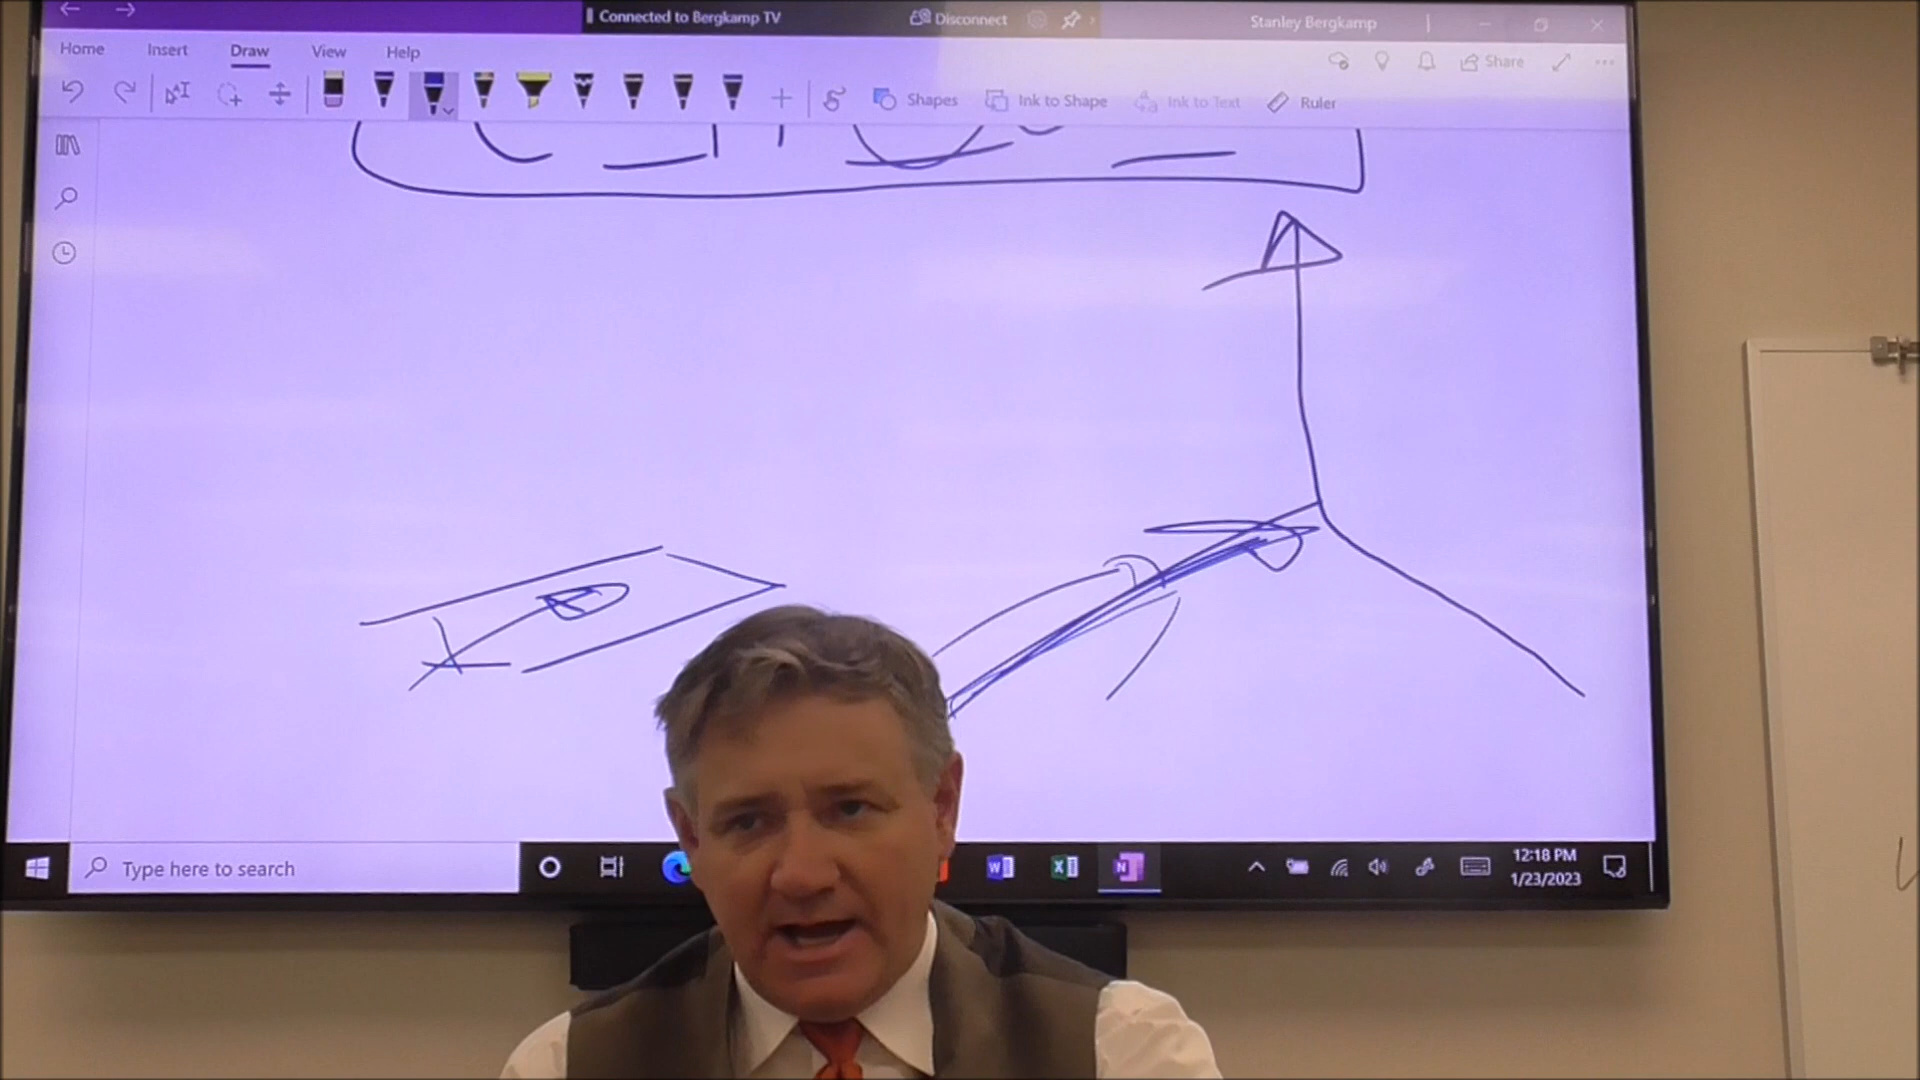 Connected to Bergkamp TV
Disconnect
Stanley Bergkamp
Home Insert Draw View Help
Share
Shapes
Ink to Shape
Ink to Text
Ruler
Type here to search
W
X
N
12:18 PM
1/23/2023